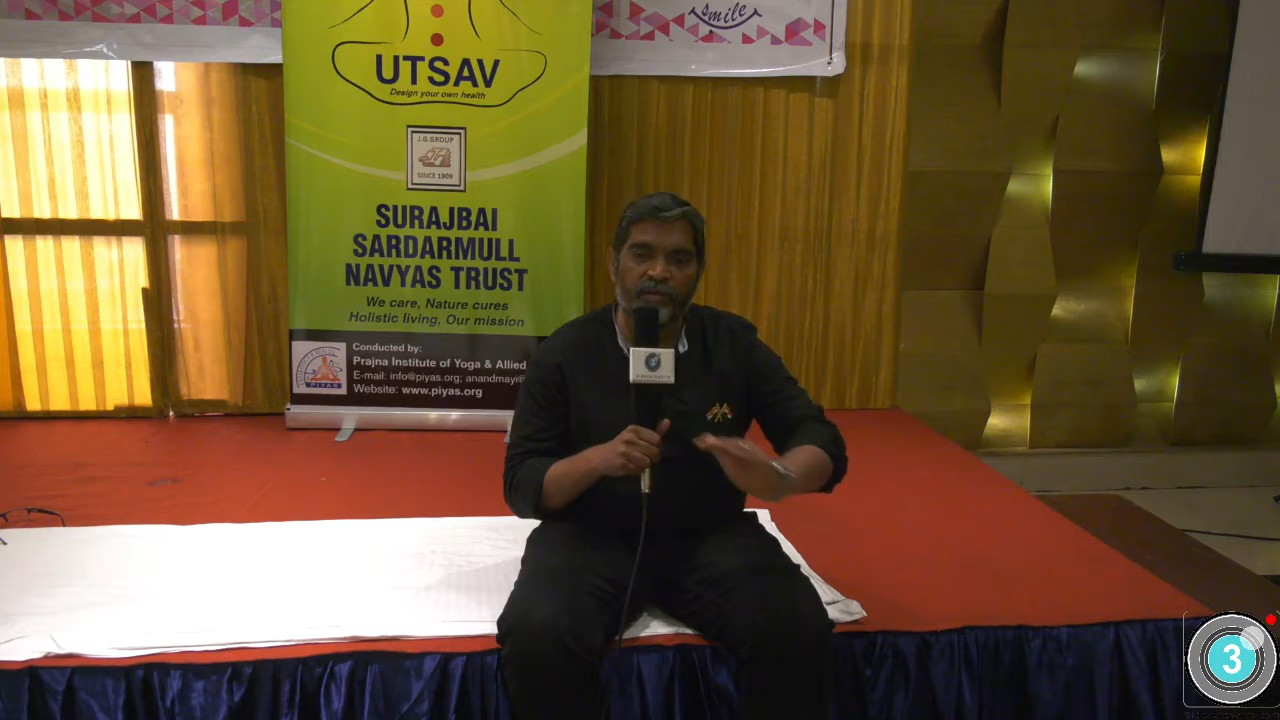 smile
UTSAV
Design your own health
J.G.GROUP
SINCE 1909
SURAJBAI
SARDARMULL
NAVYAS TRUST
We care, Nature cures
Holistic living, Our mission
Conducted by:
Prajna Institute of Yoga & Allied
E-mail: info@piyas.org; anandmayi@
Website: www.piyas.org
PIYAS
3